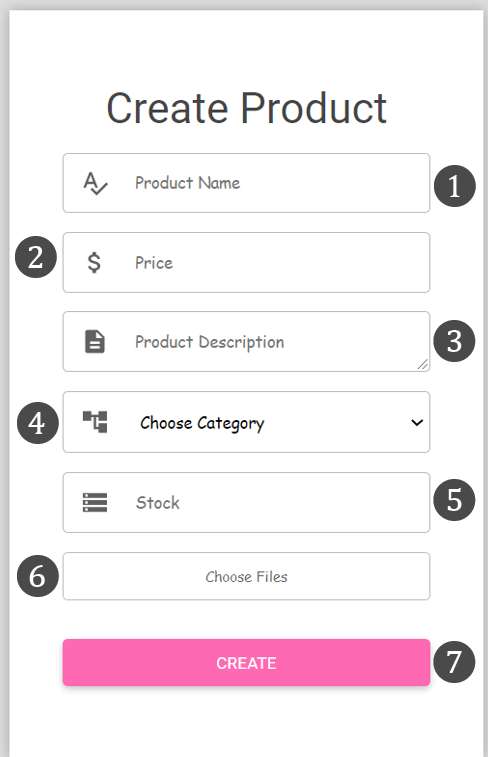 Create Product
Product Name 1
2 Price
Product Description 3
4 Choose Category
Stock 5
6 Choose Files
CREATE 7